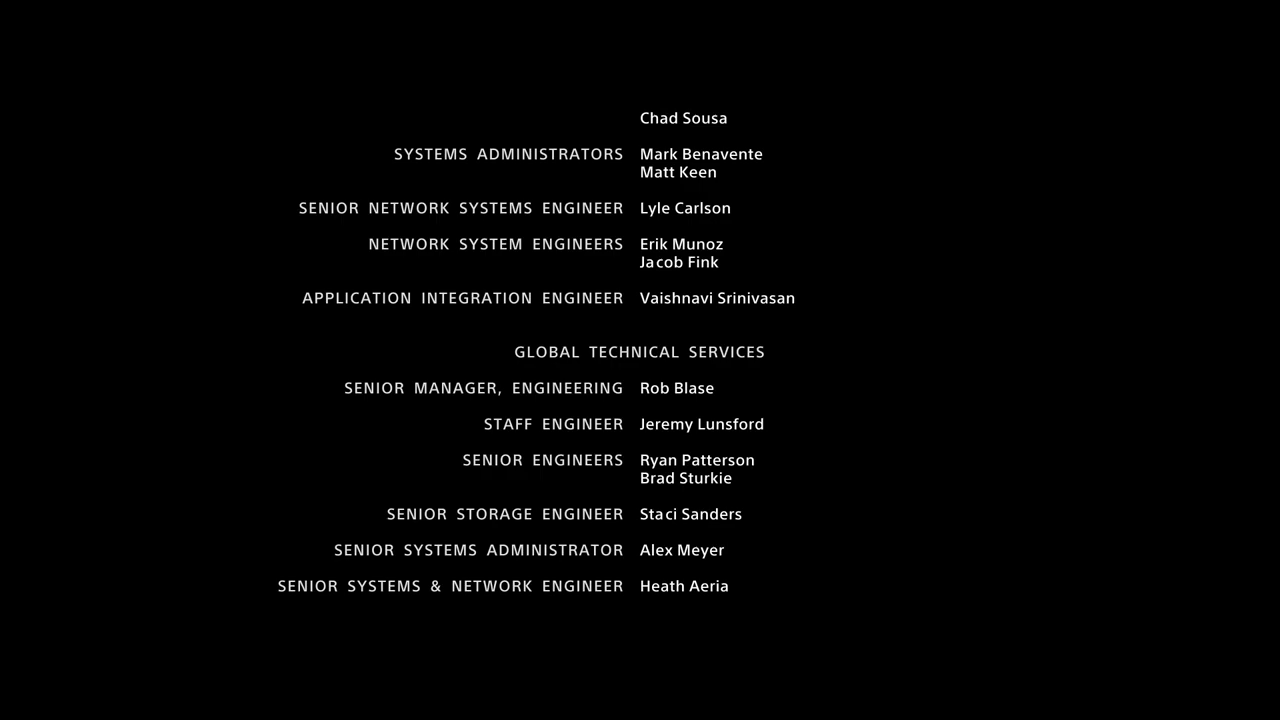 Chad Sousa
SYSTEMS ADMINISTRATORS Mark Benavente
Matt Keen
SENIOR NETWORK SYSTEMS ENGINEER Lyle Carlson
NETWORK SYSTEM ENGINEERS Erik Munoz
Jacob Fink
APPLICATION INTEGRATION ENGINEER Vaishnavi Srinivasan
GLOBAL TECHNICAL SERVICES
SENIOR MANAGER, ENGINEERING Rob Blase
STAFF ENGINEER Jeremy Lunsford
SENIOR ENGINEERS Ryan Patterson
Brad Sturkie
SENIOR STORAGE ENGINEER Staci Sanders
SENIOR SYSTEMS ADMINISTRATOR Alex Meyer
SENIOR SYSTEMS & NETWORK ENGINEER Heath Aeria